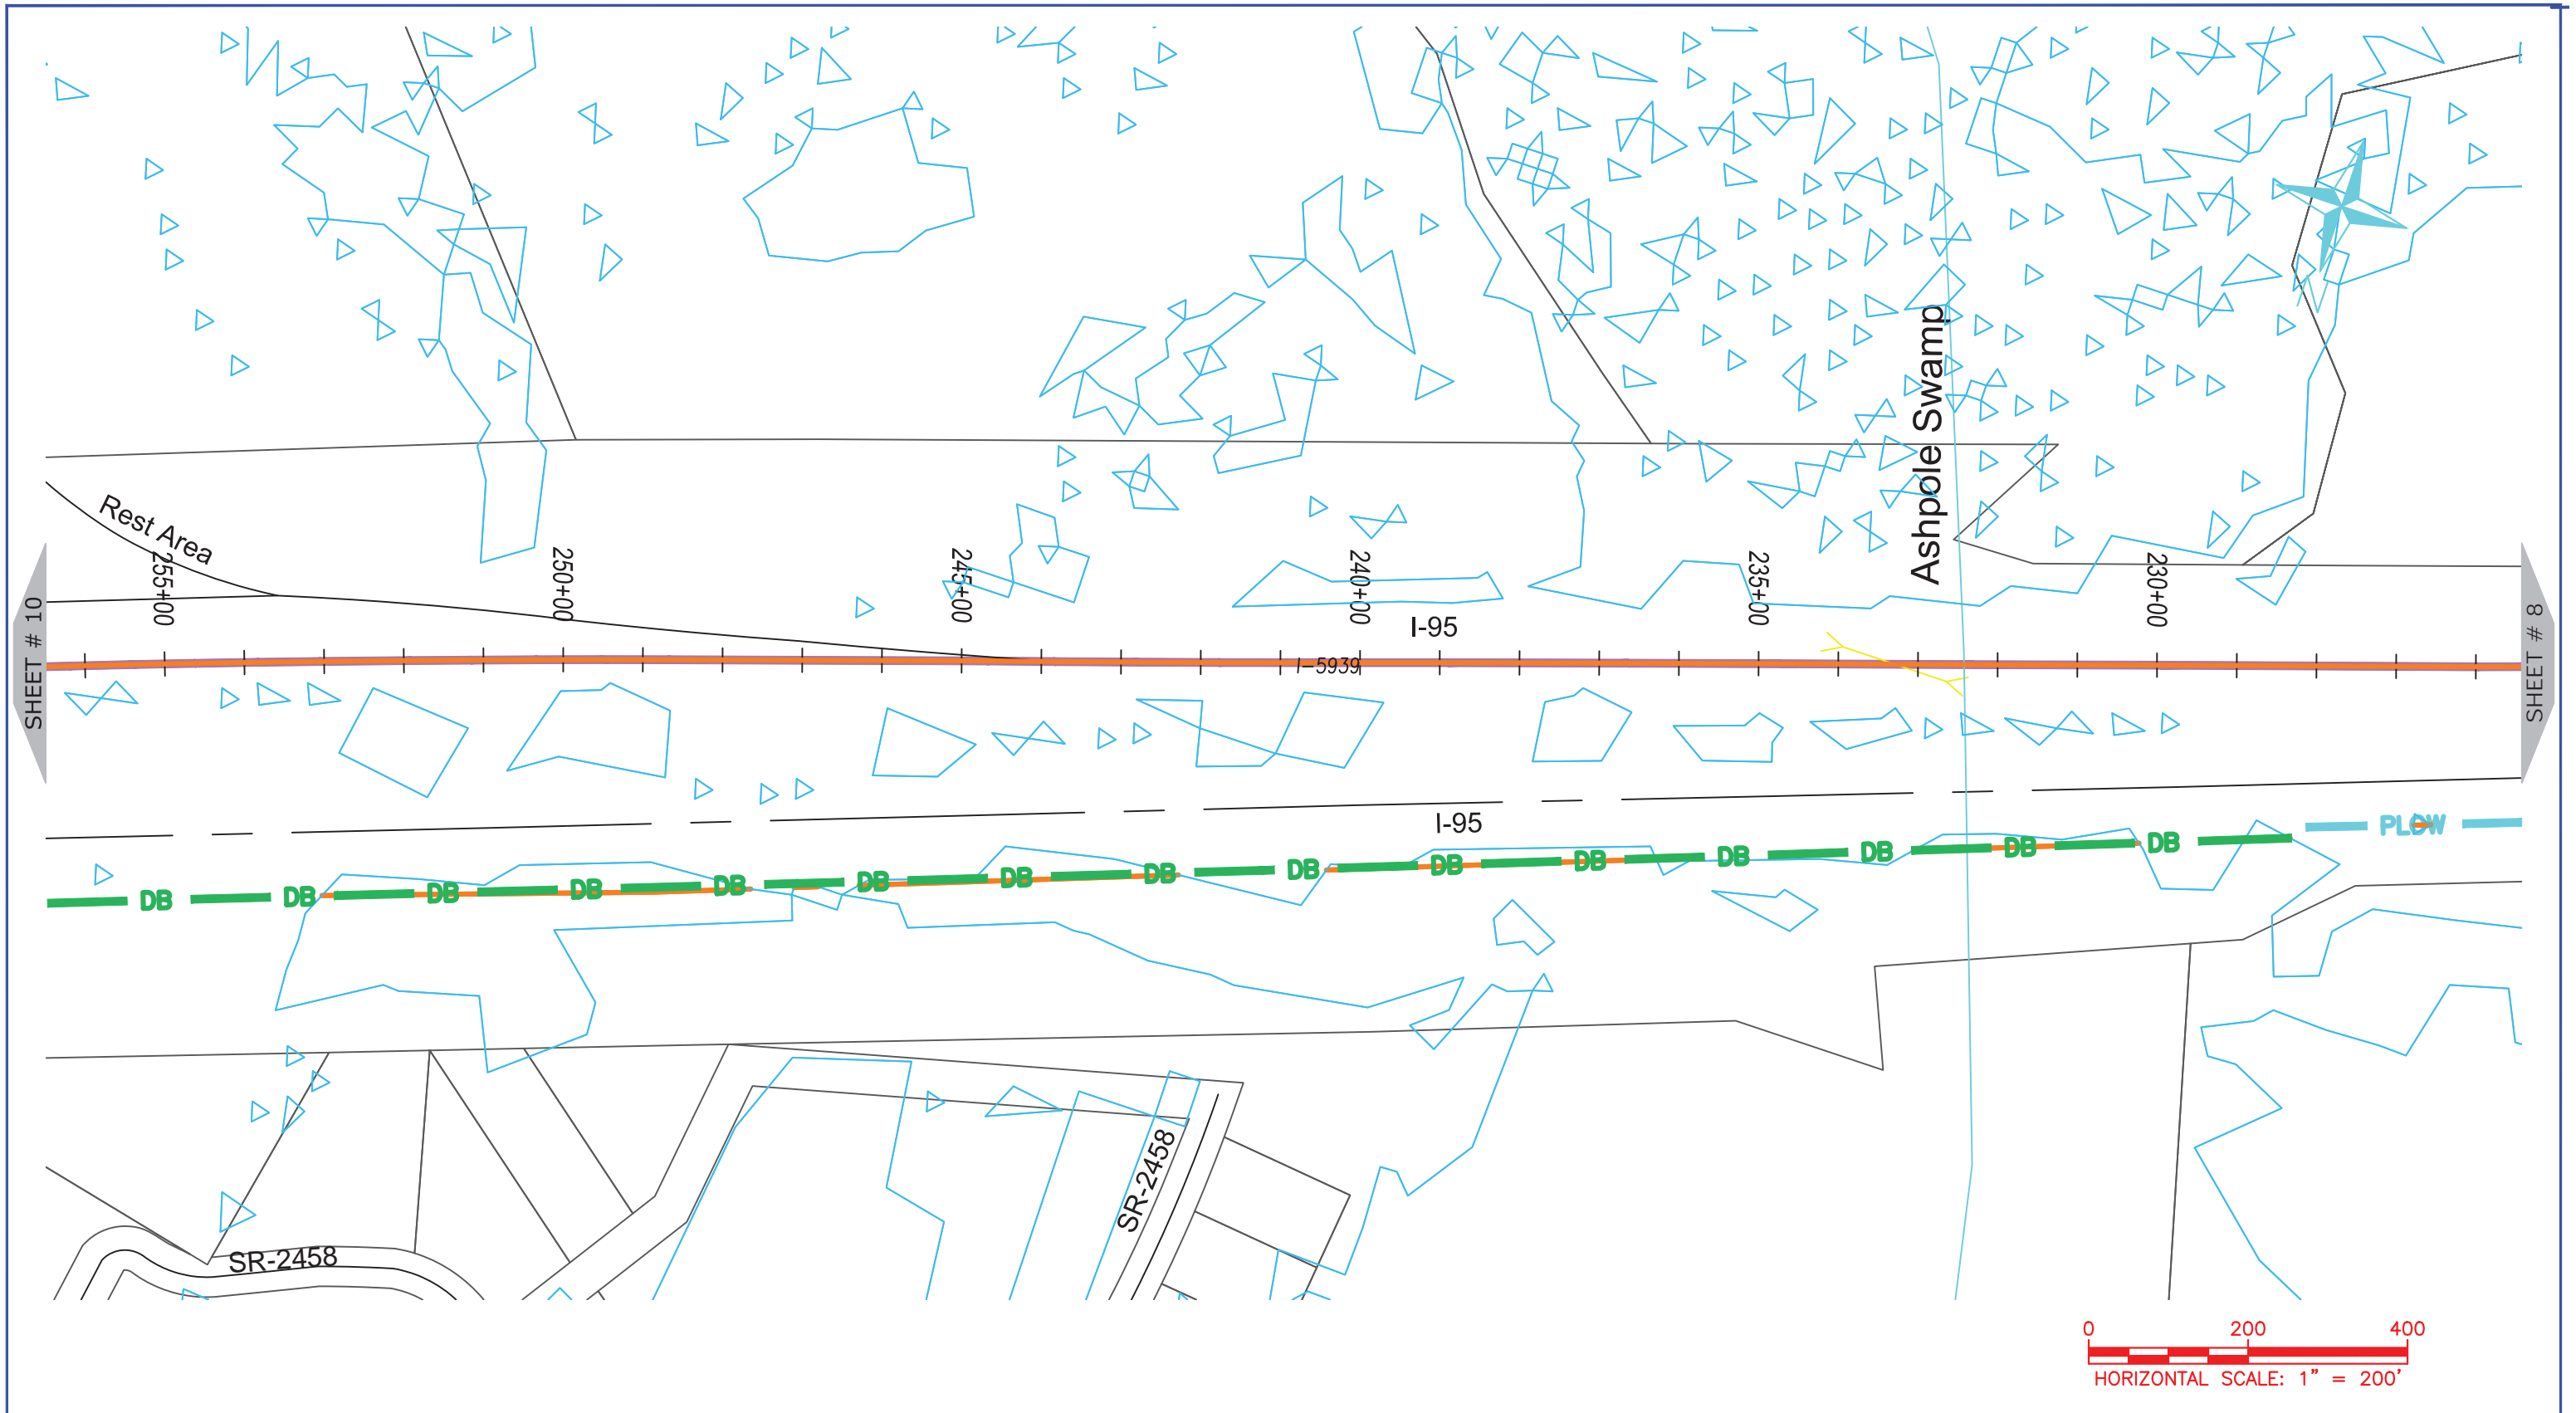 Ashpole Swamp
Rest Area
255+00
250+00
245+00
240+00
235+00
230+00
SHEET # 10
I-95
SHEET # 8
I-5939
I-95
PLOW
DB DB DB DB DB DB DB DB DB DB DB DB DB DB DB
SR-2458
SR-2458
0 200 400
HORIZONTAL SCALE: 1" = 200'